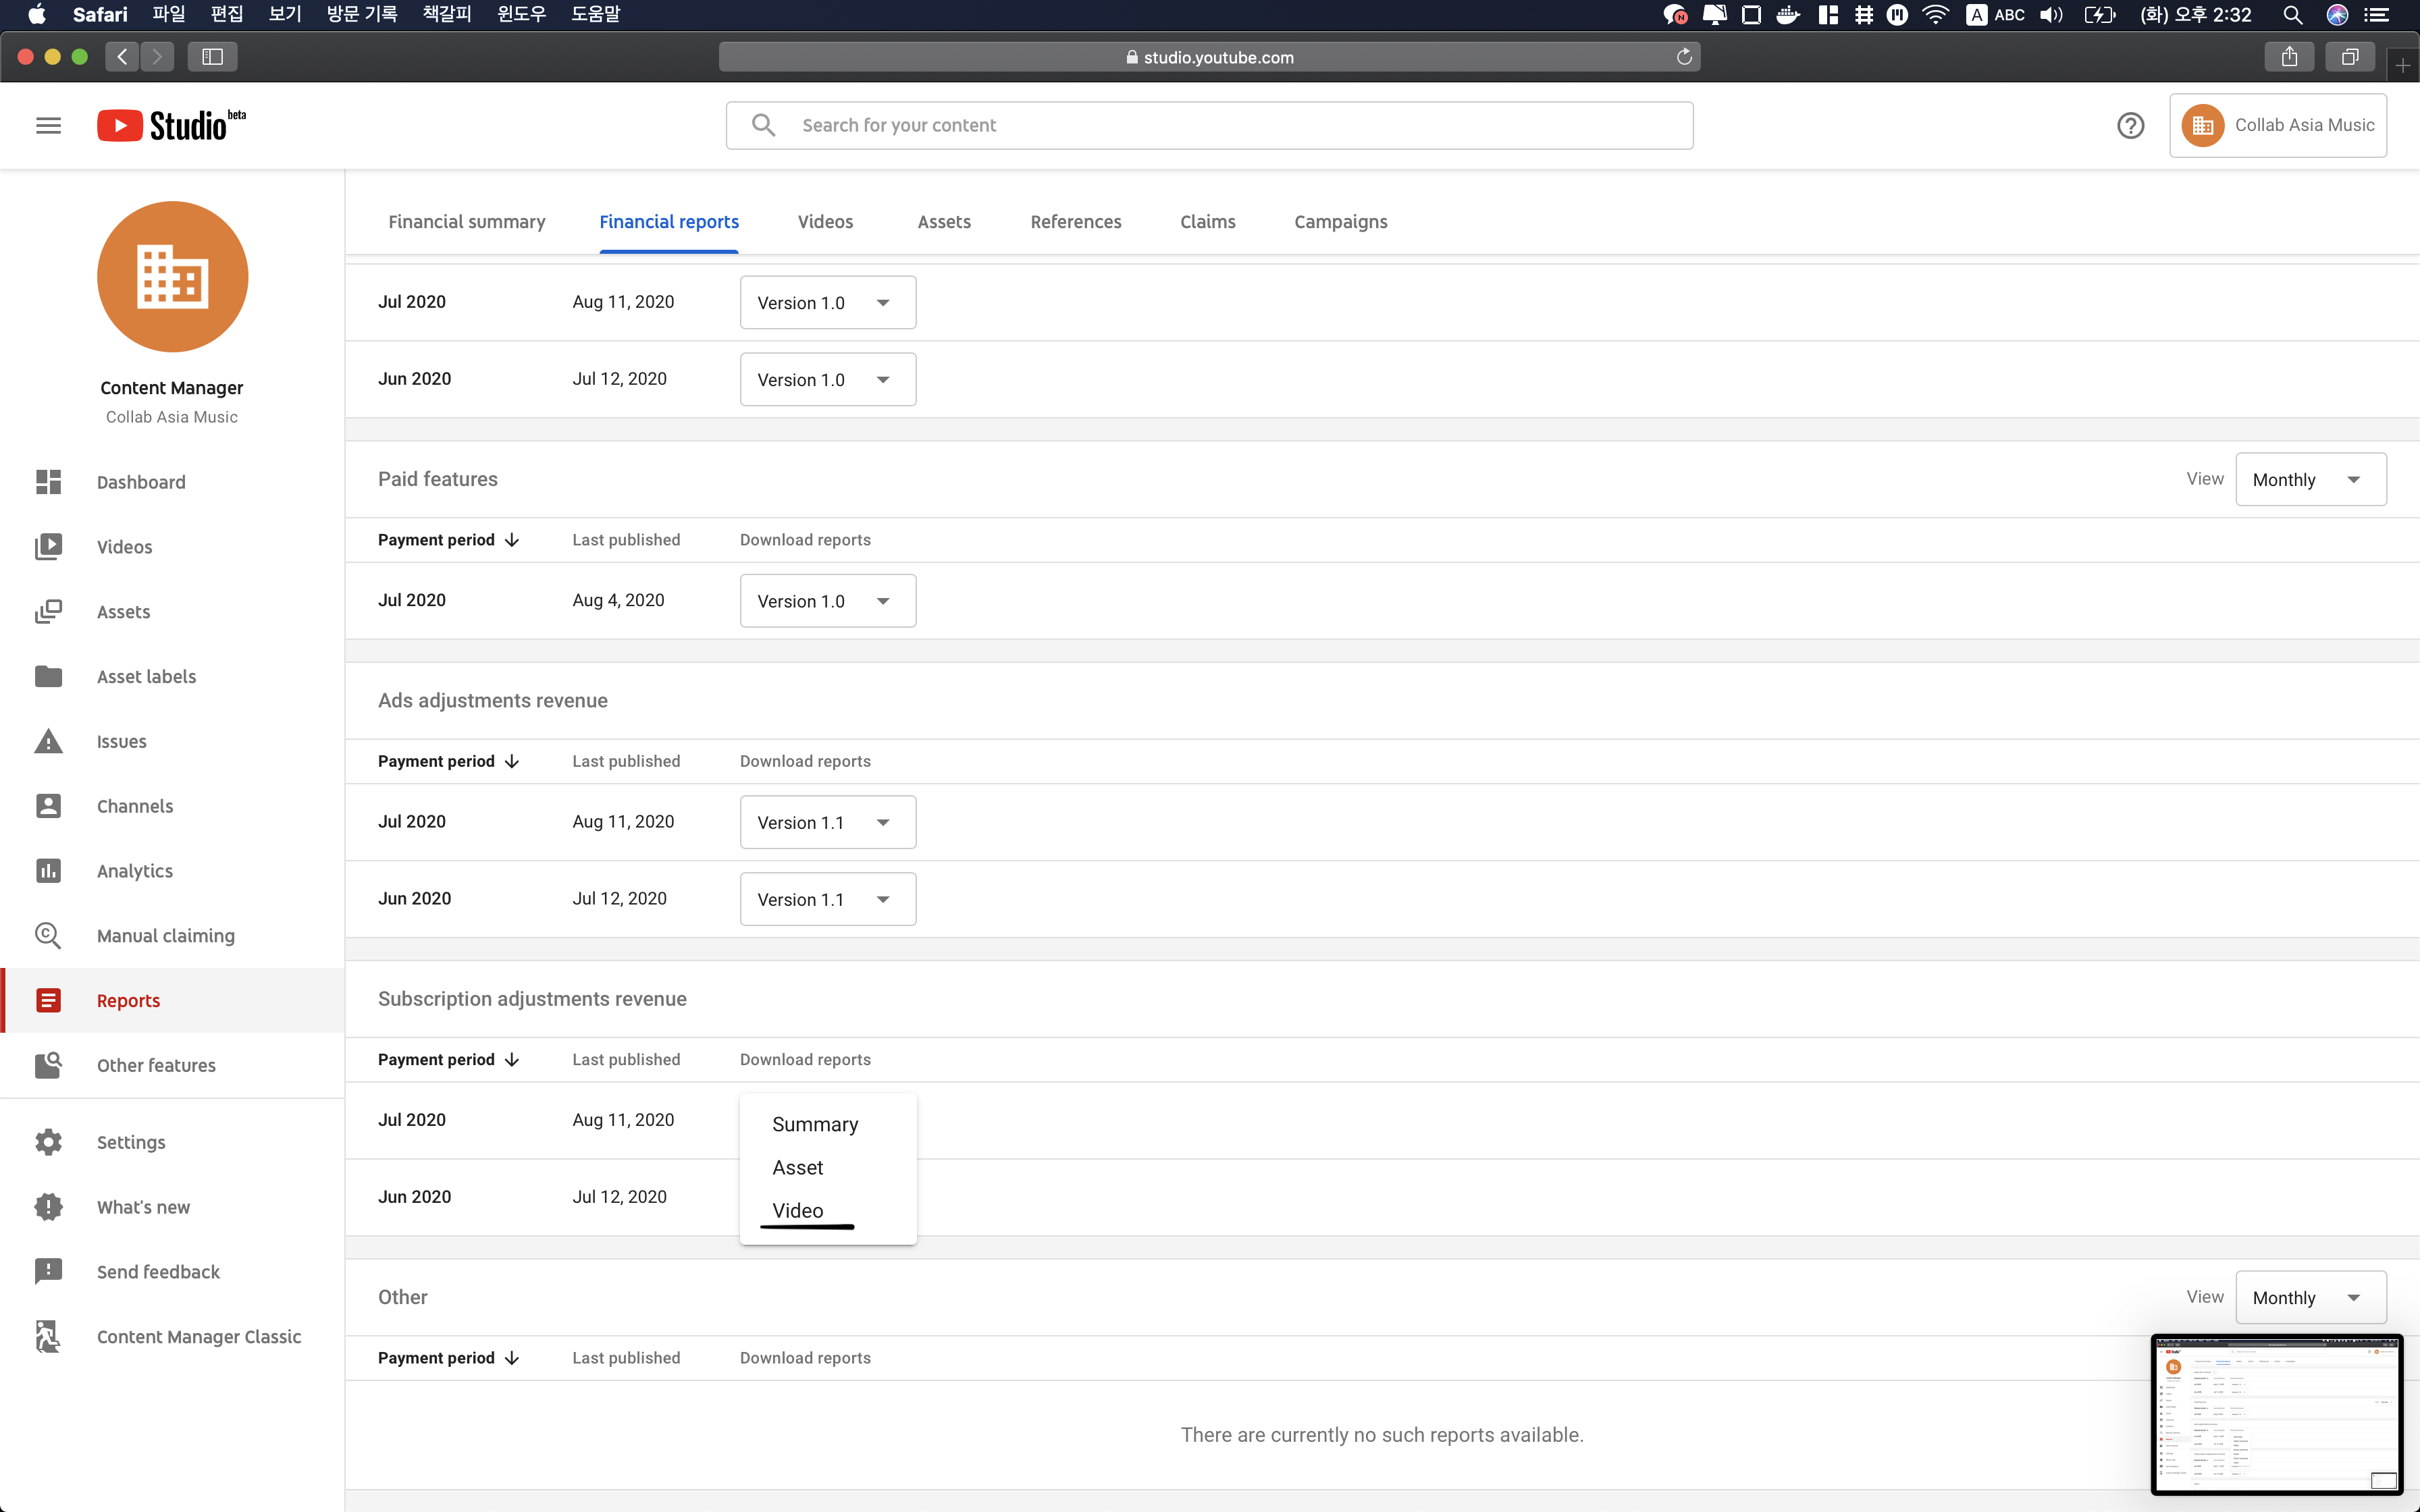 Safari 파일 편집 보기 방문 기록 책갈피 윈도우 도움말 A ABC (화) 오후 2:32
studio.youtube.com
Studio beta
Search for your content
Collab Asia Music
Financial summary Financial reports Videos Assets References Claims Campaigns
Content Manager
Collab Asia Music
Dashboard
Videos
Assets
Asset labels
Issues
Channels
Analytics
Manual claiming
Reports
Other features
Settings
What's new
Send feedback
Content Manager Classic
Jul 2020 Aug 11, 2020 Version 1.0
Jun 2020 Jul 12, 2020 Version 1.0
Paid features View Monthly
Payment period Last published Download reports
Jul 2020 Aug 4, 2020 Version 1.0
Ads adjustments revenue
Payment period Last published Download reports
Jul 2020 Aug 11, 2020 Version 1.1
Jun 2020 Jul 12, 2020 Version 1.1
Subscription adjustments revenue
Payment period Last published Download reports
Jul 2020 Aug 11, 2020
Jun 2020 Jul 12, 2020
Summary
Asset
Video
Other View Monthly
Payment period Last published Download reports
There are currently no such reports available.